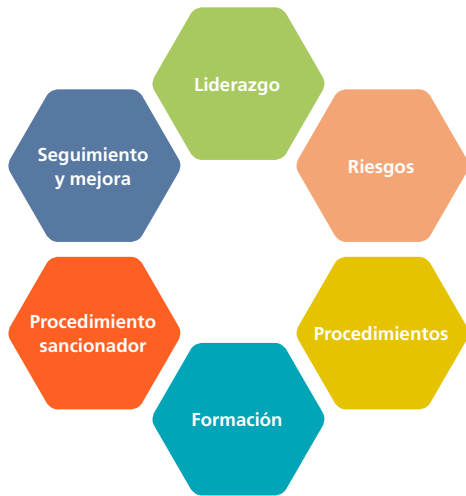 Liderazgo
Riesgos
Procedimientos
Formación
Procedimiento
sancionador
Seguimiento
y mejora